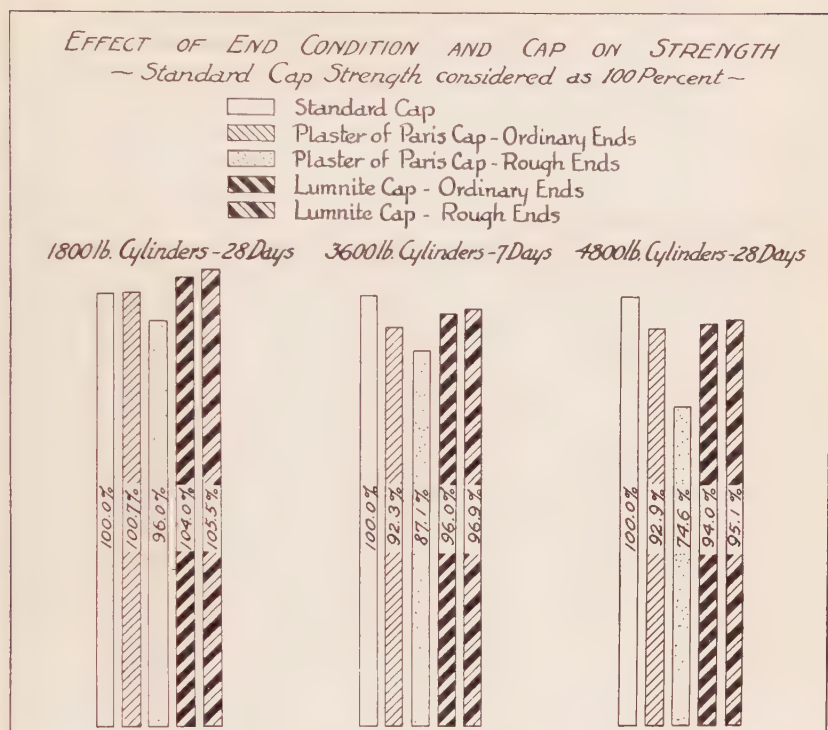 EFFECT OF END CONDITION AND CAP ON STRENGTH
~ Standard Cap Strength considered as 100 Percent ~
Standard Cap
Plaster of Paris Cap - Ordinary Ends
Plaster of Paris Cap - Rough Ends
Lumnite Cap - Ordinary Ends
Lumnite Cap - Rough Ends
1800 lb. Cylinders - 28 Days
100.0%
100.7%
96.0%
104.0%
105.5%
3600 lb. Cylinders - 7 Days
100.0%
92.3%
87.1%
96.0%
96.9%
4800 lb. Cylinders - 28 Days
100.0%
92.9%
74.6%
94.0%
95.1%